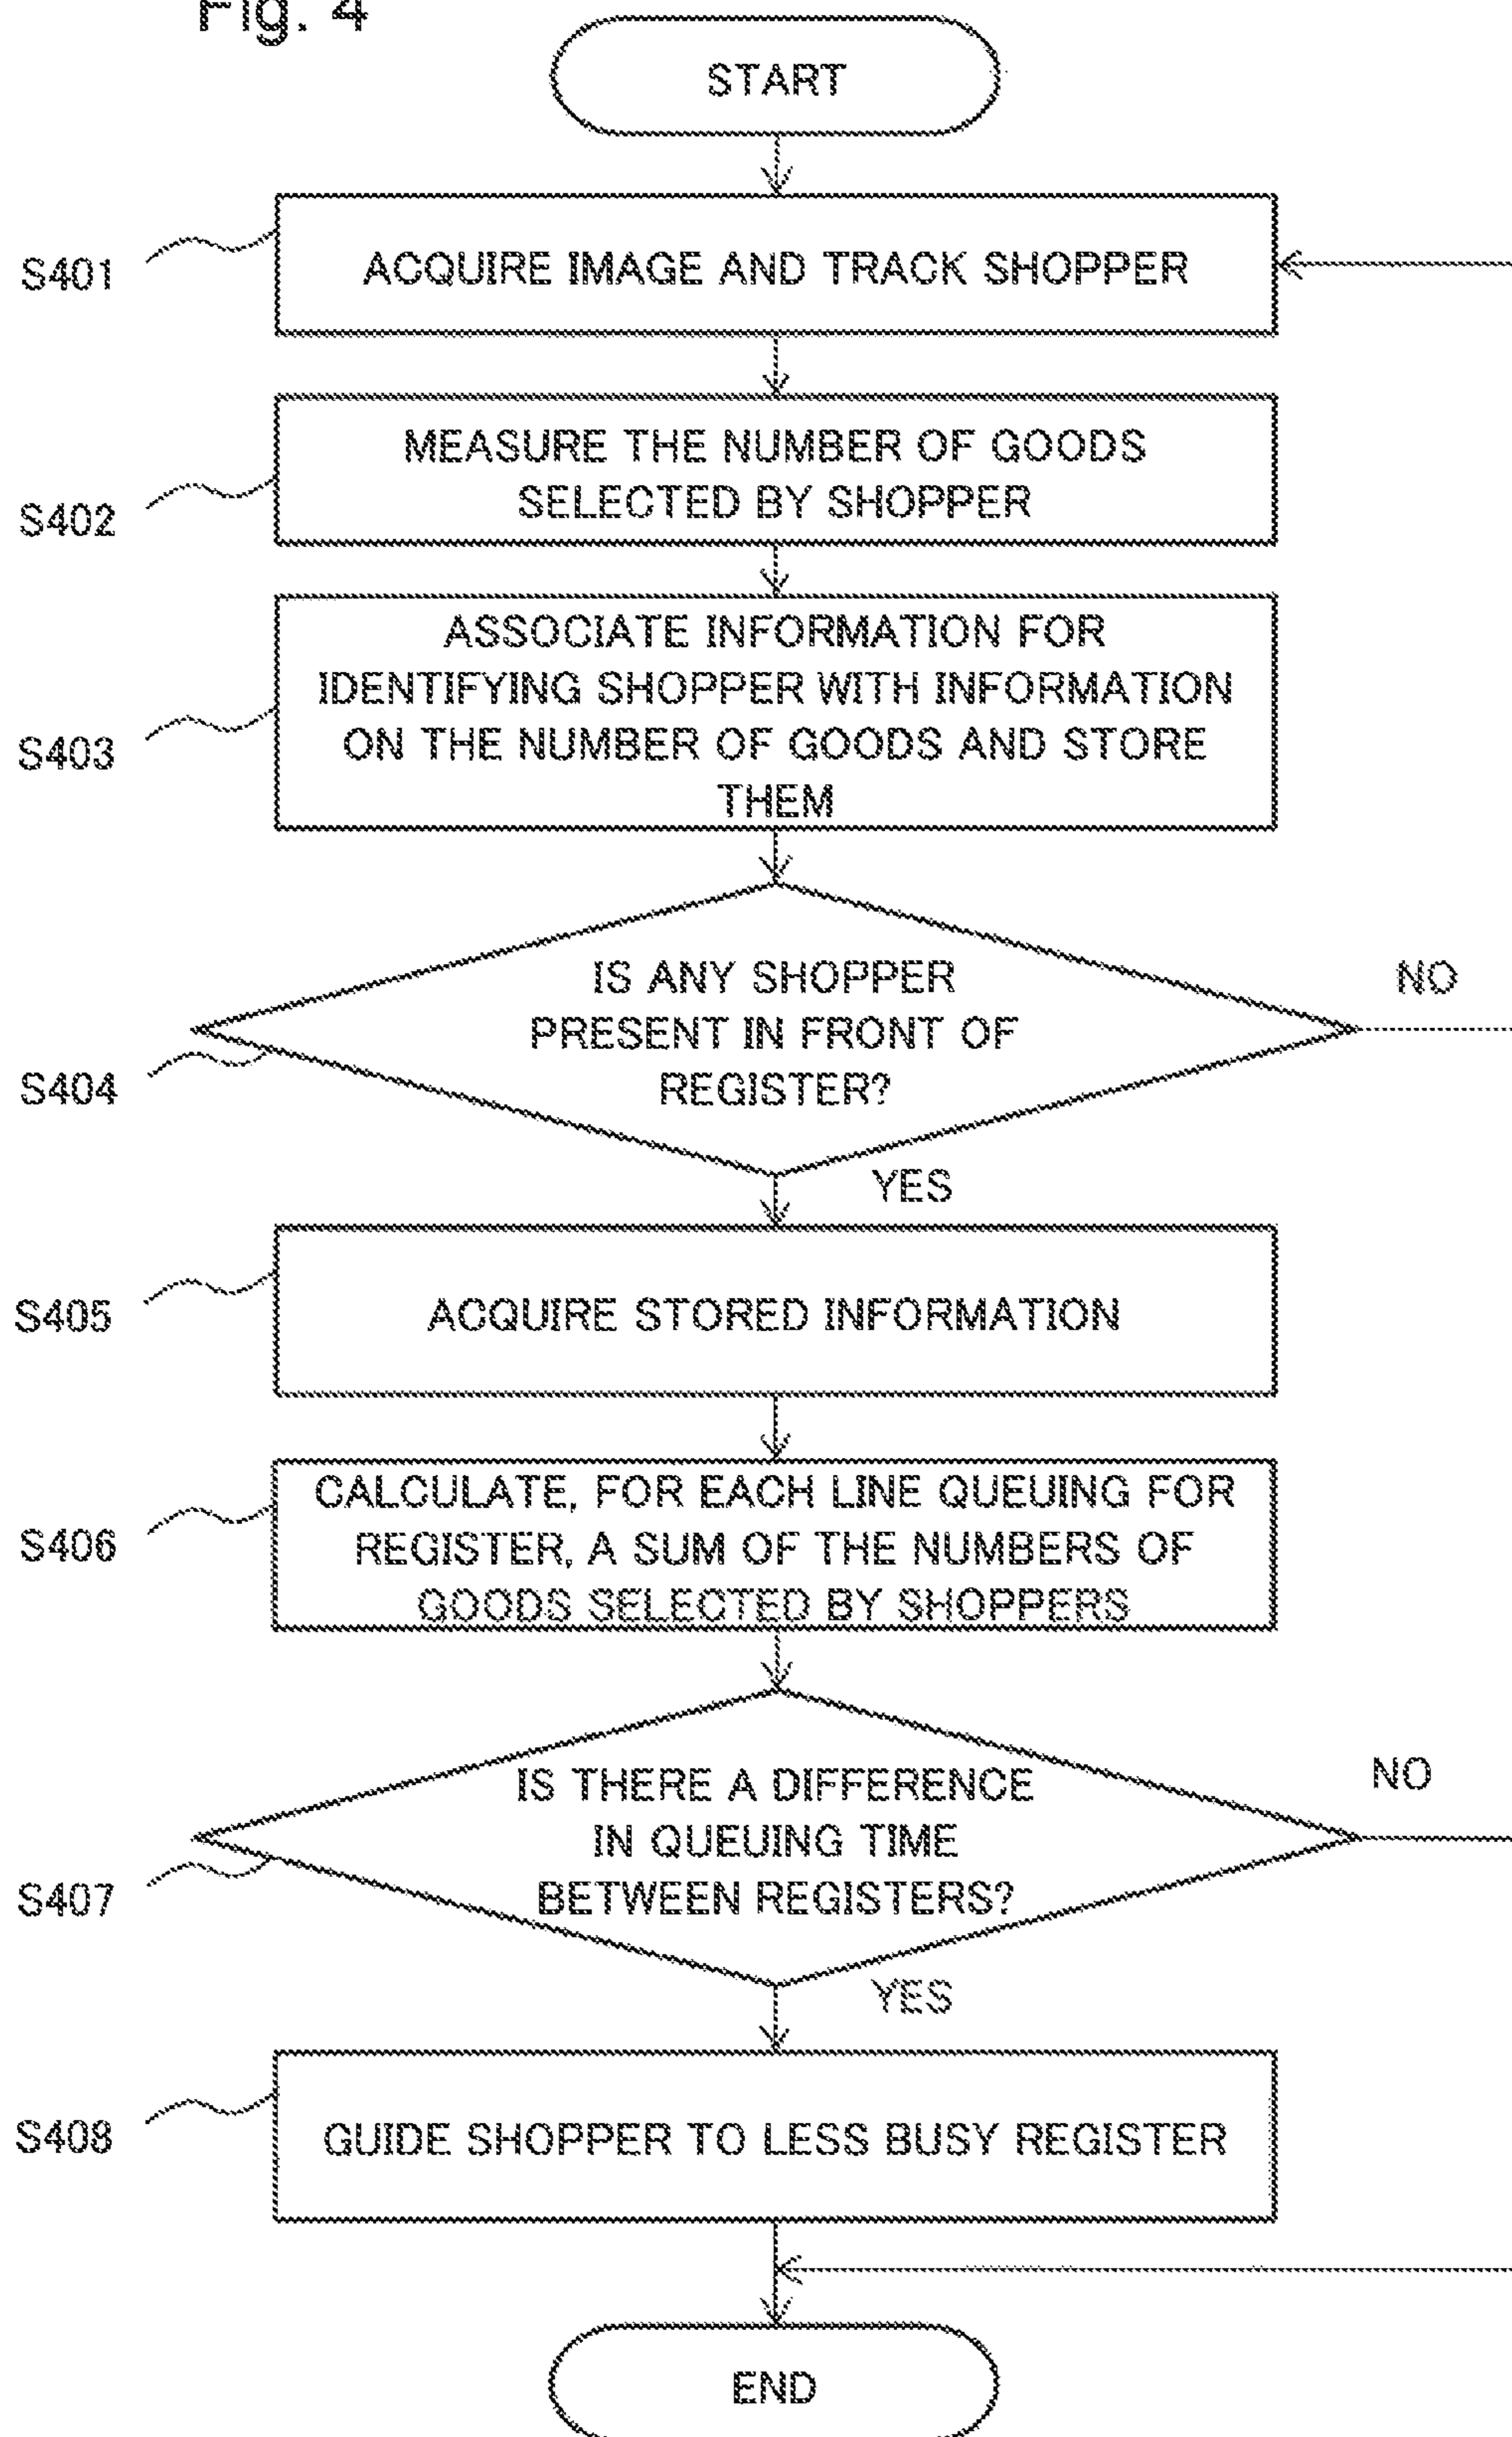 Fig. 4
START
S401
ACQUIRE IMAGE AND TRACK SHOPPER
S402
MEASURE THE NUMBER OF GOODS
SELECTED BY SHOPPER
S403
ASSOCIATE INFORMATION FOR
IDENTIFYING SHOPPER WITH INFORMATION
ON THE NUMBER OF GOODS AND STORE
THEM
S404
IS ANY SHOPPER
PRESENT IN FRONT OF
REGISTER?
NO
YES
S405
ACQUIRE STORED INFORMATION
S406
CALCULATE, FOR EACH LINE QUEUING FOR
REGISTER, A SUM OF THE NUMBERS OF
GOODS SELECTED BY SHOPPERS
S407
IS THERE A DIFFERENCE
IN QUEUING TIME
BETWEEN REGISTERS?
NO
YES
S408
GUIDE SHOPPER TO LESS BUSY REGISTER
END